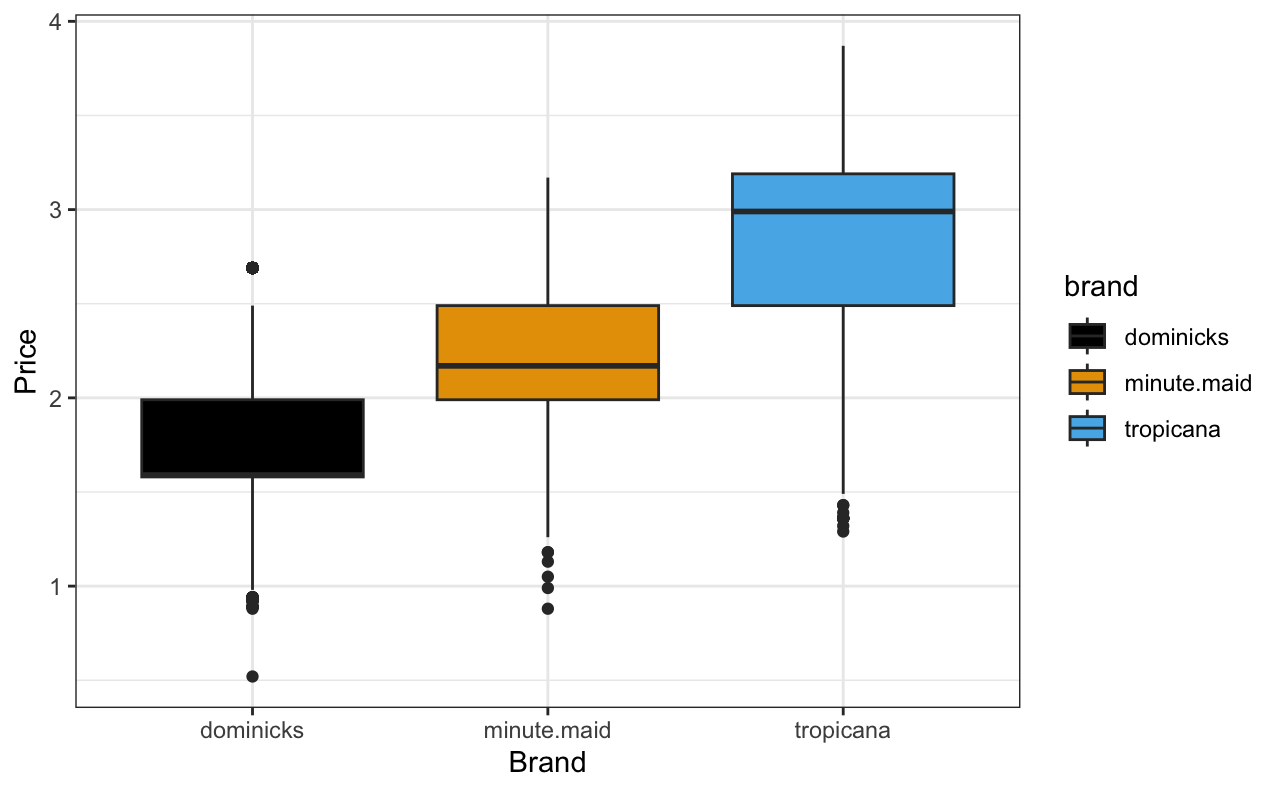 4
3
2
1
Price
dominicks
minute.maid
tropicana
Brand
brand
dominicks
minute.maid
tropicana